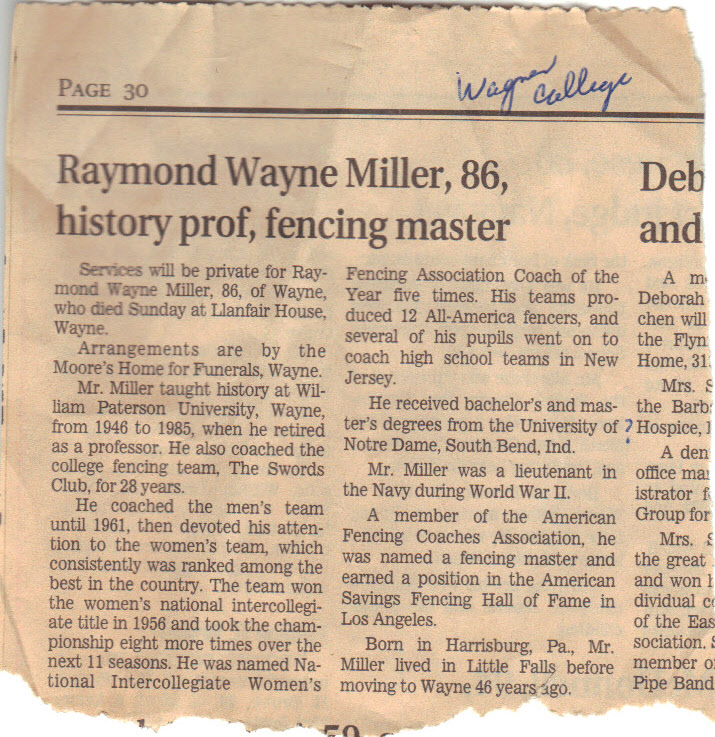 PAGE 30
Wagner College
Raymond Wayne Miller, 86,
history prof, fencing master
Services will be private for Ray-
mond Wayne Miller, 86, of Wayne,
who died Sunday at Llanfair House,
Wayne.
Arrangements are by the
Moore's Home for Funerals, Wayne.
Mr. Miller taught history at Wil-
liam Paterson University, Wayne,
from 1946 to 1985, when he retired
as a professor. He also coached the
college fencing team, The Swords
Club, for 28 years.
He coached the men's team
until 1961, then devoted his atten-
tion to the women's team, which
consistently was ranked among the
best in the country. The team won
the women's national intercollegi-
ate title in 1956 and took the cham-
pionship eight more times over the
next 11 seasons. He was named Na-
tional Intercollegiate Women's
Fencing Association Coach of the
Year five times. His teams pro-
duced 12 All-America fencers, and
several of his pupils went on to
coach high school teams in New
Jersey.
He received bachelor's and mas-
ter's degrees from the University of ?
Notre Dame, South Bend, Ind.
Mr. Miller was a lieutenant in
the Navy during World War II.
A member of the American
Fencing Coaches Association, he
was named a fencing master and
earned a position in the American
Savings Fencing Hall of Fame in
Los Angeles.
Born in Harrisburg, Pa., Mr.
Miller lived in Little Falls before
moving to Wayne 46 years ago.
Deb
and
A m
Deborah
chen will
the Flyn
Home, 31
Mrs. S
the Barb
Hospice, 1
A den
office ma
istrator f
Group for
Mrs. S
the great
and won h
dividual c
of the Eas
sociation. S
member o
Pipe Band
59